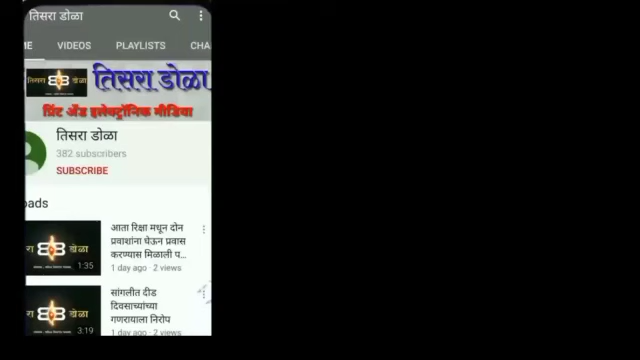 तिसरा डोळा
ME VIDEOS PLAYLISTS CHA
तिसरा डोळा तिसरा डोळा
प्रिंट अँड इलेक्ट्रॉनिक मीडिया
तिसरा डोळा
382 subscribers
SUBSCRIBE
oads
आता रिक्षा मधून दोन
प्रवाशांना घेऊन प्रवास
करण्यास मिळाली प...
रा डोळा
1:35
1 day ago · 2 views
सांगलीत दीड
दिवसाच्यांच्या
गणरायाला निरोप
रा डोळा
3:19
1 day ago · 2 views